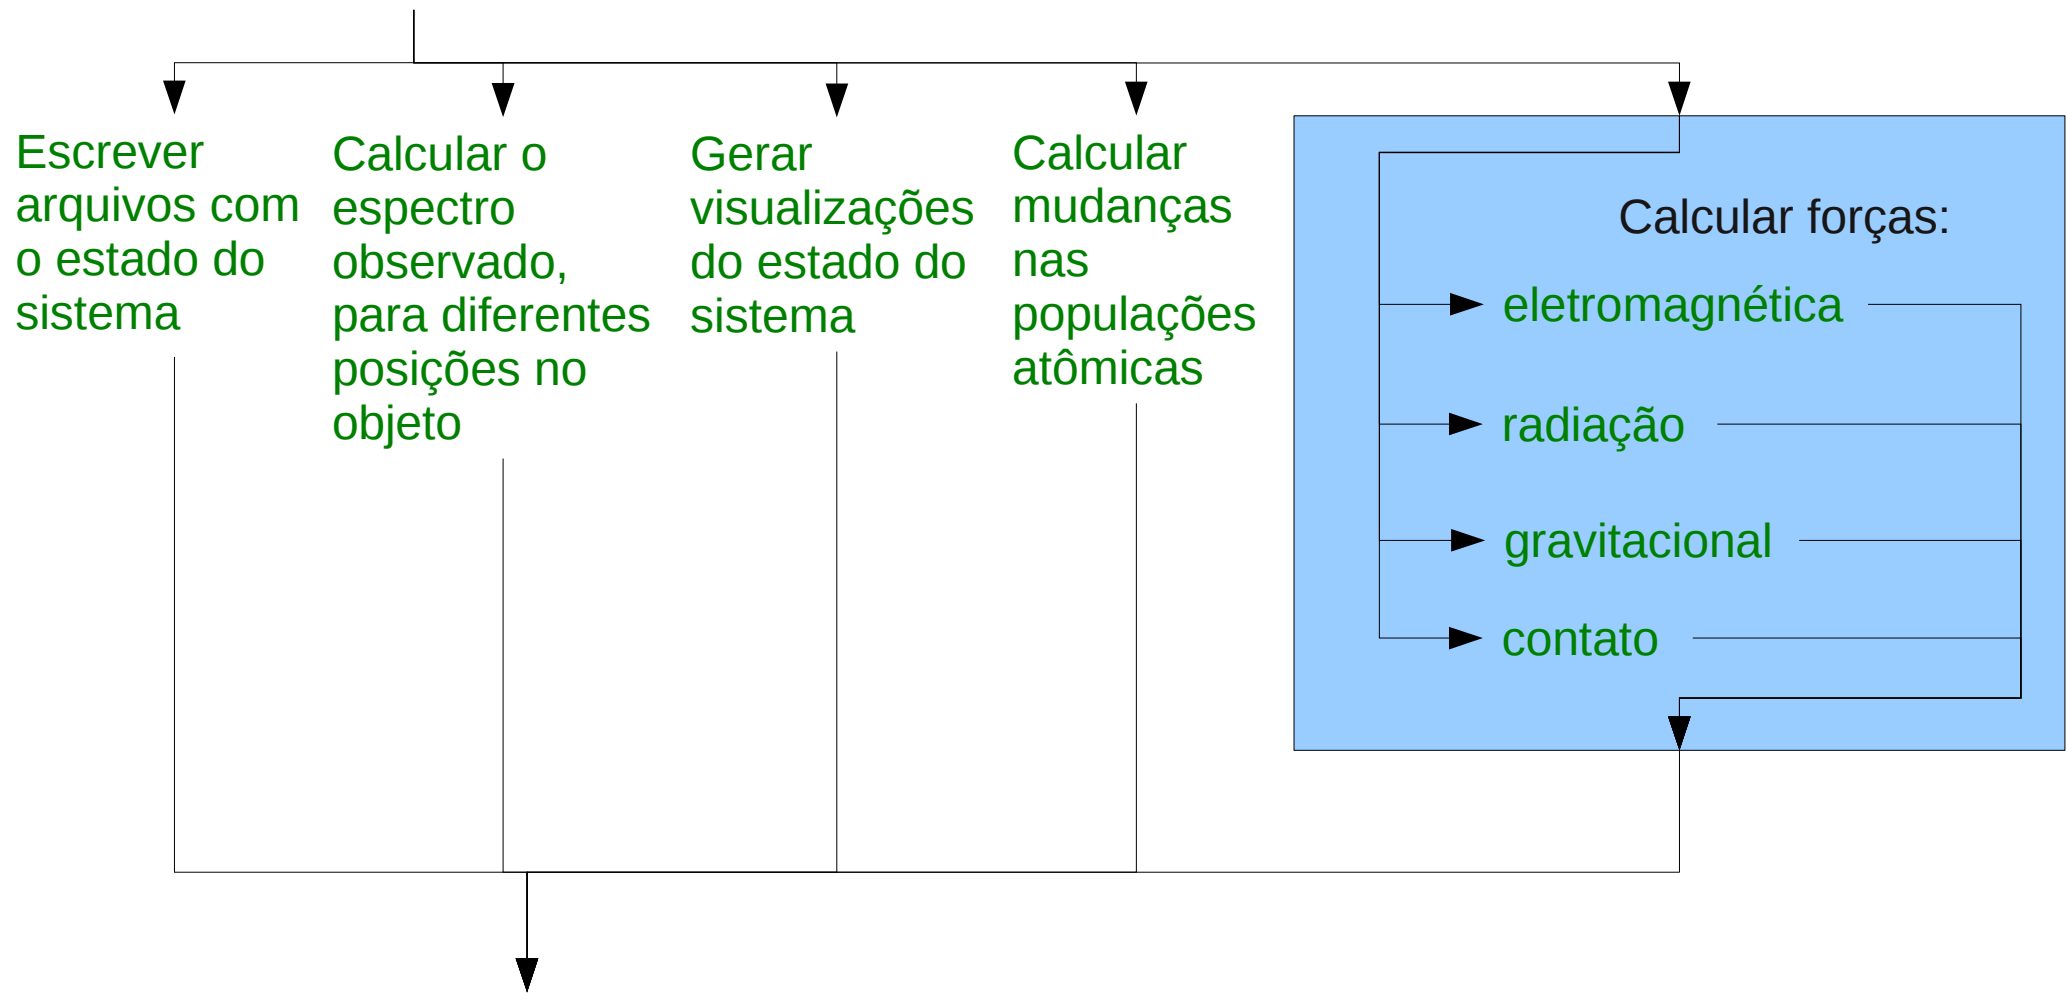 Escrever
arquivos com
o estado do
sistema
Calcular o
espectro
observado,
para diferentes
posições no
objeto
Gerar
visualizações
do estado do
sistema
Calcular
mudanças
nas
populações
atômicas
Calcular forças:
eletromagnética
radiação
gravitacional
contato